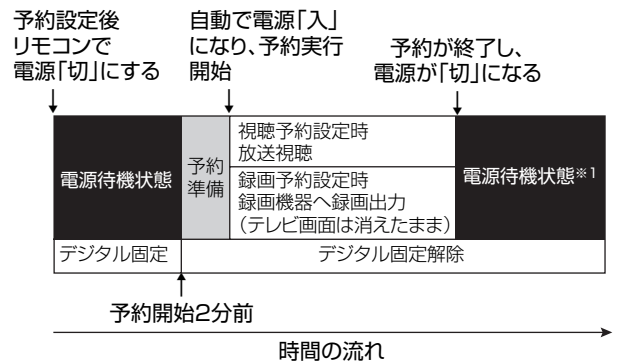 予約設定後
リモコンで
電源「切」にする
自動で電源「入」
になり、予約実行
開始
予約が終了し、
電源が「切」になる
電源待機状態
予約
準備
視聴予約設定時
放送視聴
録画予約設定時
録画機器へ録画出力
(テレビ画面は消えたまま)
電源待機状態※1
デジタル固定
デジタル固定解除
予約開始2分前
時間の流れ